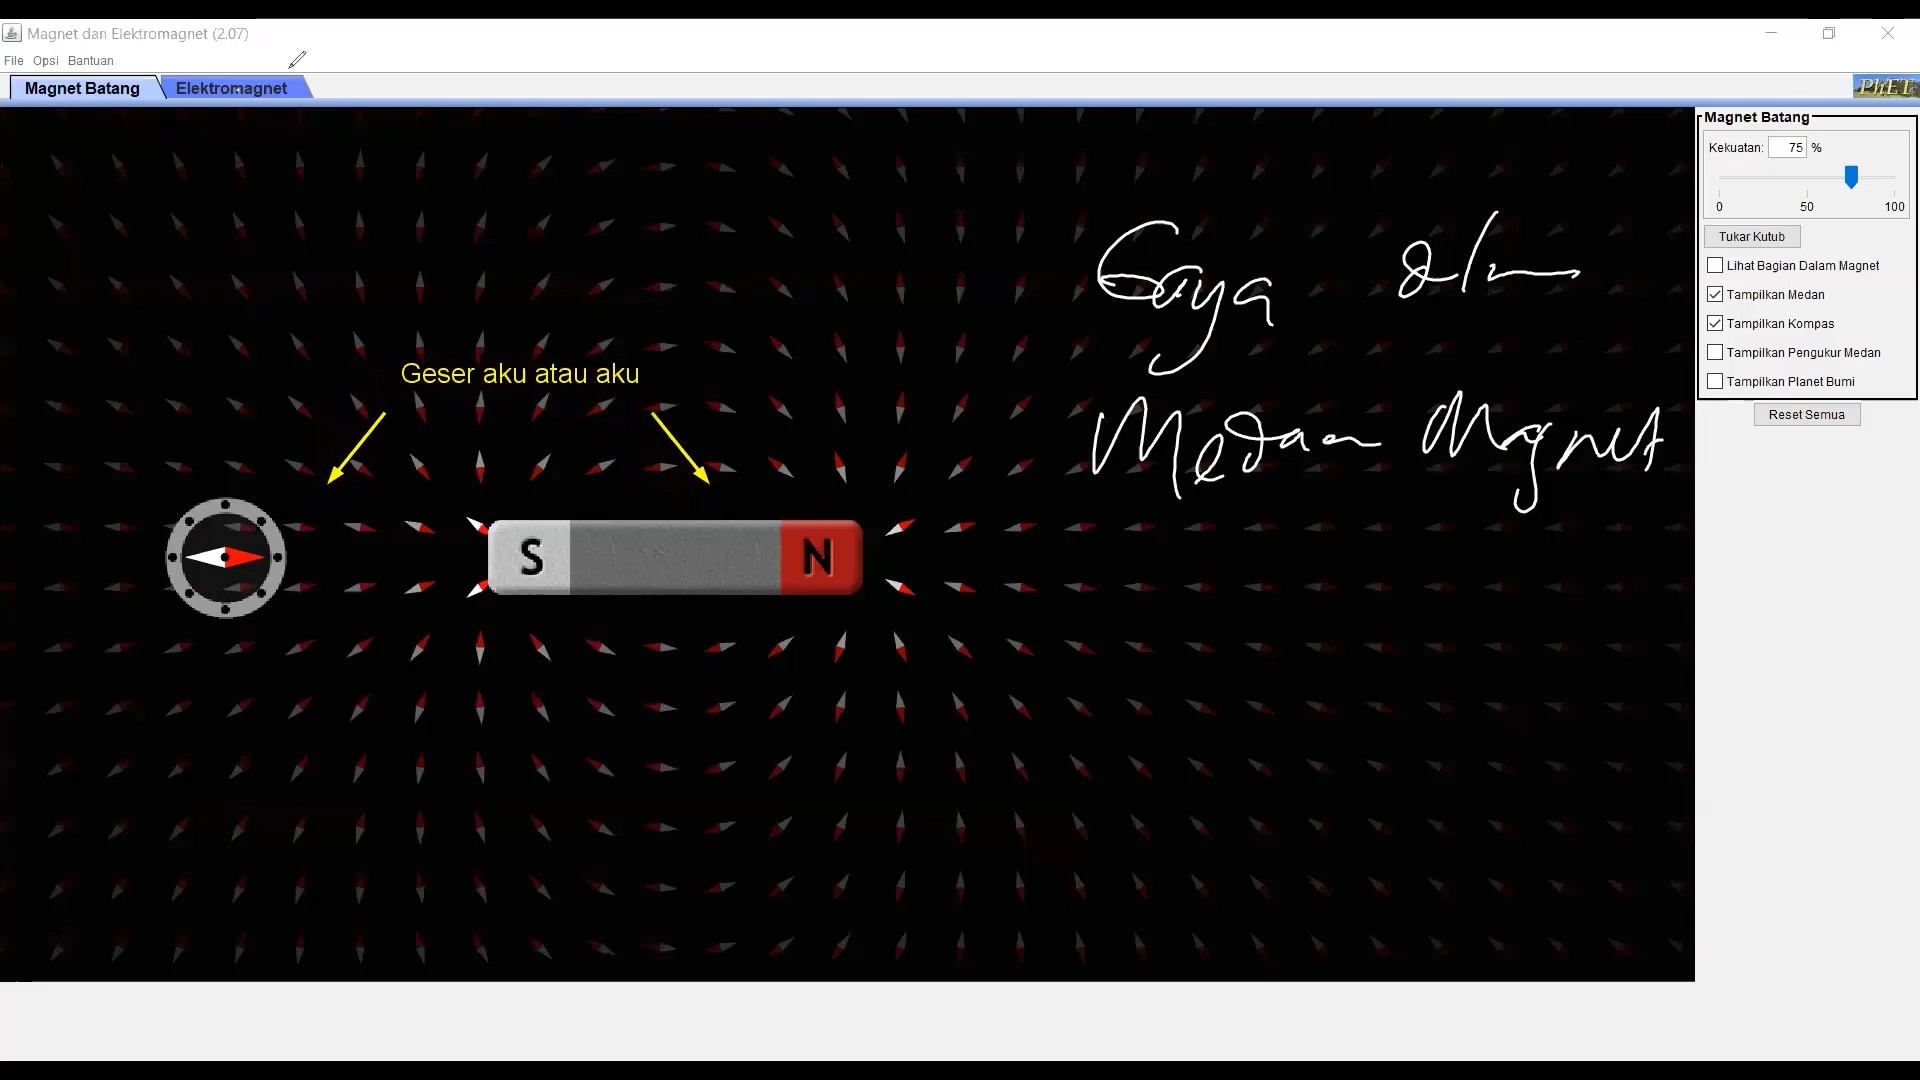 Magnet dan Elektromagnet (2.07)
File Opsi Bantuan
Magnet Batang Elektromagnet
PhET
Magnet Batang
Kekuatan: 75 %
0 50 100
Tukar Kutub
Lihat Bagian Dalam Magnet
Tampilkan Medan
Tampilkan Kompas
Tampilkan Pengukur Medan
Tampilkan Planet Bumi
Reset Semua
Gaya dlm
Medan Magnet
Geser aku atau aku
S N